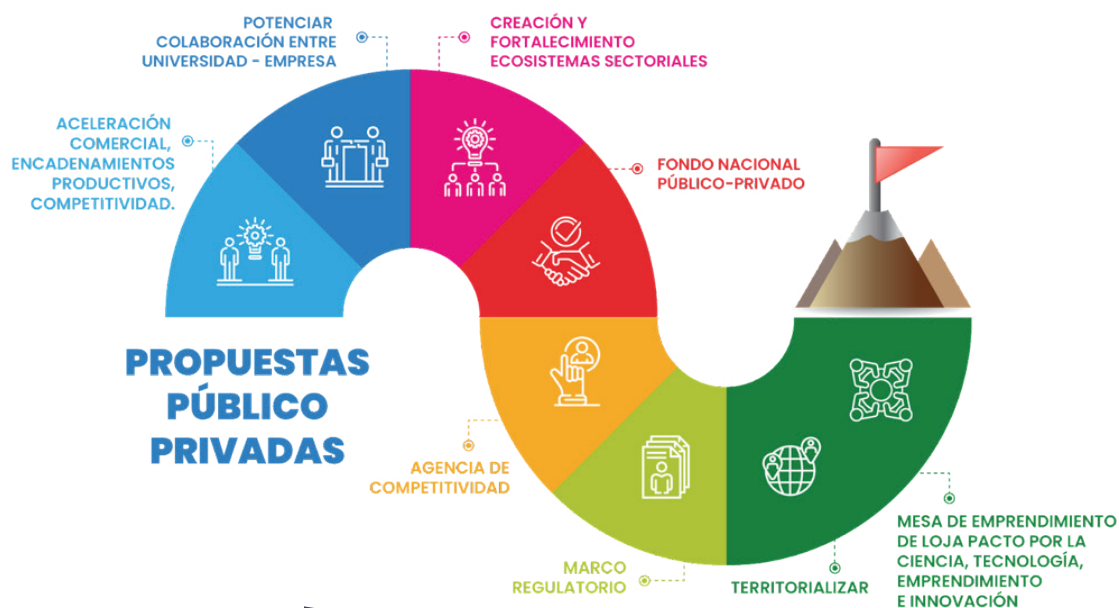 POTENCIAR
COLABORACIÓN ENTRE
UNIVERSIDAD - EMPRESA
CREACIÓN Y
FORTALECIMIENTO
ECOSISTEMAS SECTORIALES
ACELERACIÓN
COMERCIAL,
ENCADENAMIENTOS
PRODUCTIVOS,
COMPETITIVIDAD.
FONDO NACIONAL
PÚBLICO-PRIVADO
PROPUESTAS
PÚBLICO
PRIVADAS
AGENCIA DE
COMPETITIVIDAD
MARCO
REGULATORIO
TERRITORIALIZAR
MESA DE EMPRENDIMIENTO
DE LOJA PACTO POR LA
CIENCIA, TECNOLOGÍA,
EMPRENDIMIENTO
E INNOVACIÓN